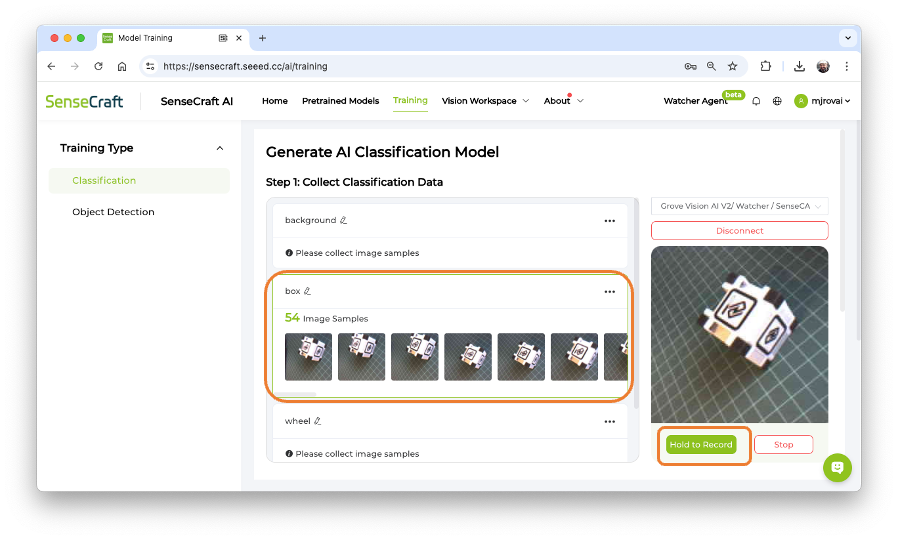 Model Training
https://sensecraft.seeed.cc/ai/training
SenseCraft
SenseCraft AI
Home
Pretrained Models
Training
Vision Workspace
About
Watcher Agent
beta
mjrovai
Training Type
Classification
Object Detection
Generate AI Classification Model
Step 1: Collect Classification Data
background
Please collect image samples
box
54 Image Samples
wheel
Please collect image samples
Grove Vision AI V2/ Watcher / SenseCA
Disconnect
Hold to Record
Stop